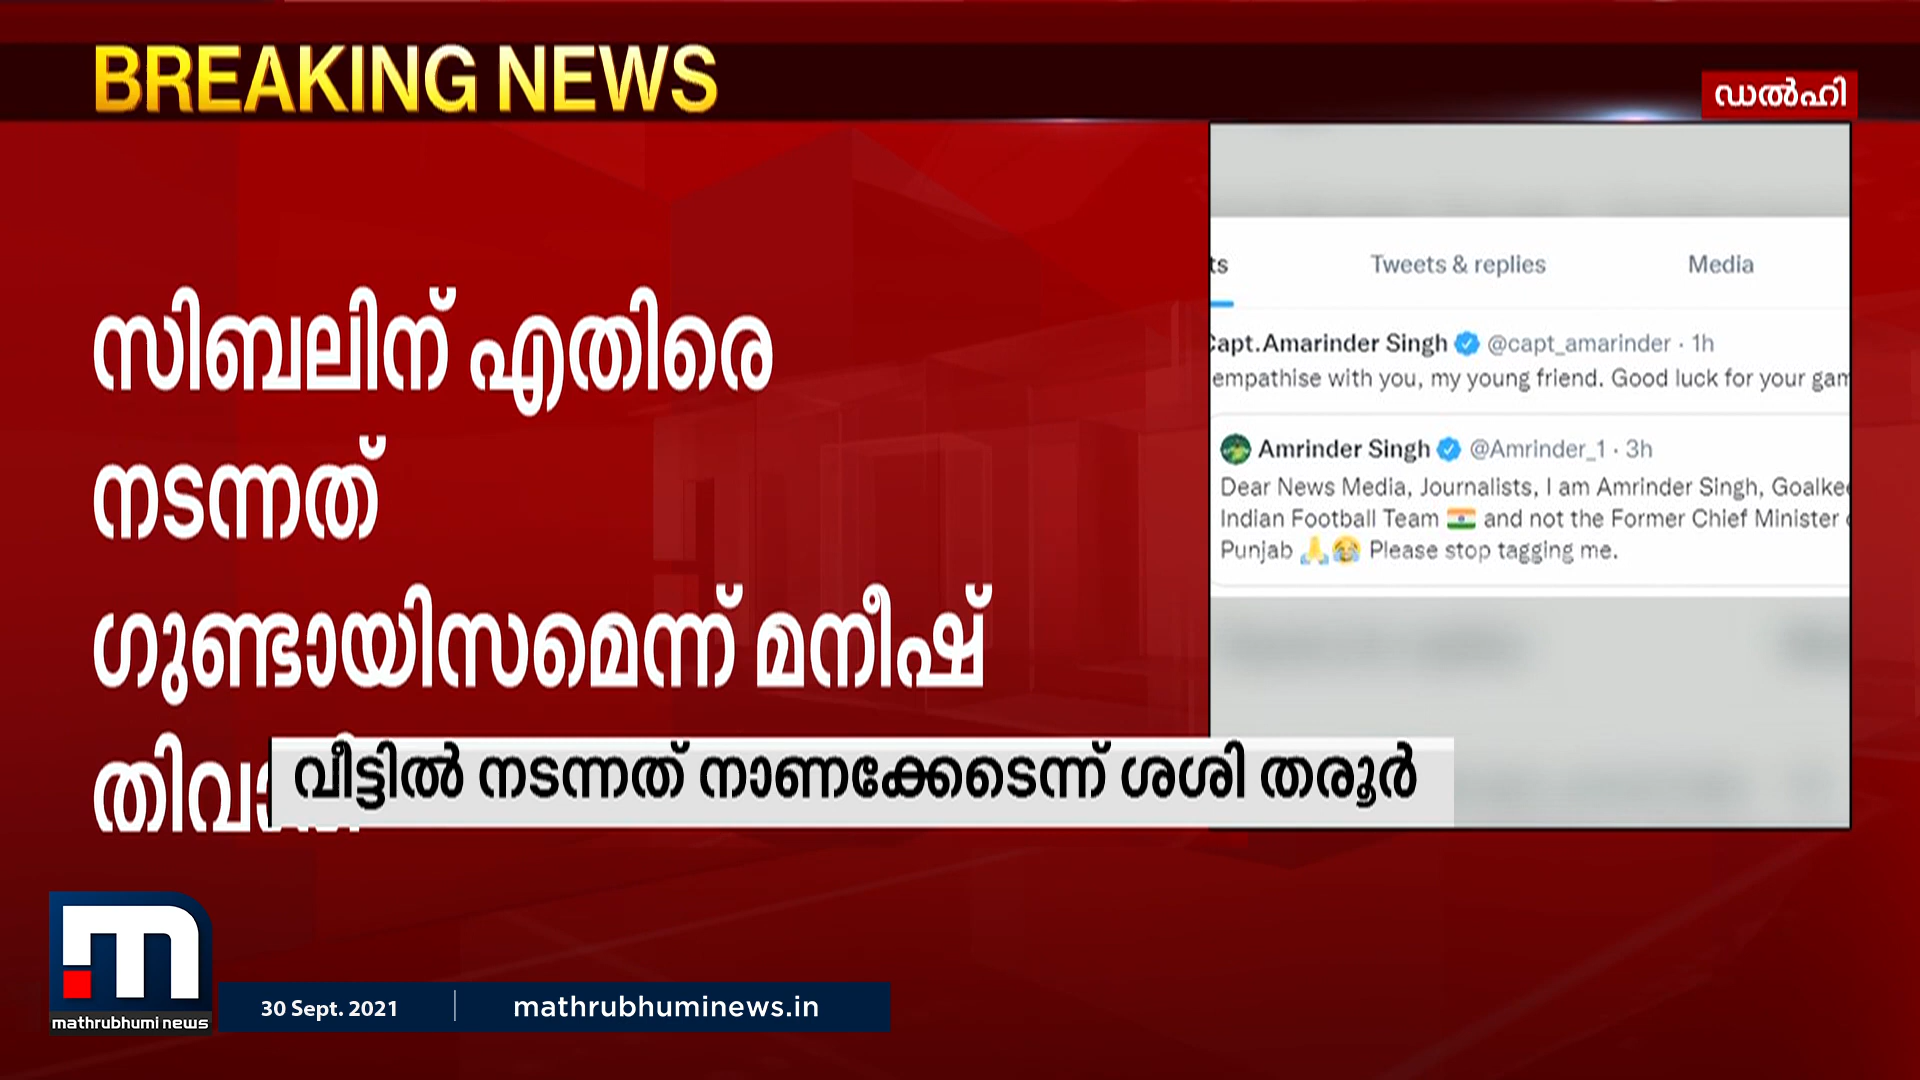 BREAKING NEWS
ഡൽഹി
സിബലിന് എതിരെ
നടന്നത്
ഗുണ്ടായിസമെന്ന് മനീഷ്
വീട്ടിൽ നടന്നത് നാണക്കേടെന്ന് ശശി തരൂർ
Tweets & replies
Media
Capt.Amarinder Singh @capt_amarinder · 1h
empathise with you, my young friend. Good luck for your
Amrinder Singh @Amrinder_1 · 3h
Dear News Media, Journalists, I am Amrinder Singh,
Indian Football Team 🇮🇳 and not the Former Chief Minister
Punjab 🙏😂 Please stop tagging me.
mathrubhumi news
30 Sept. 2021
mathrubhuminews.in